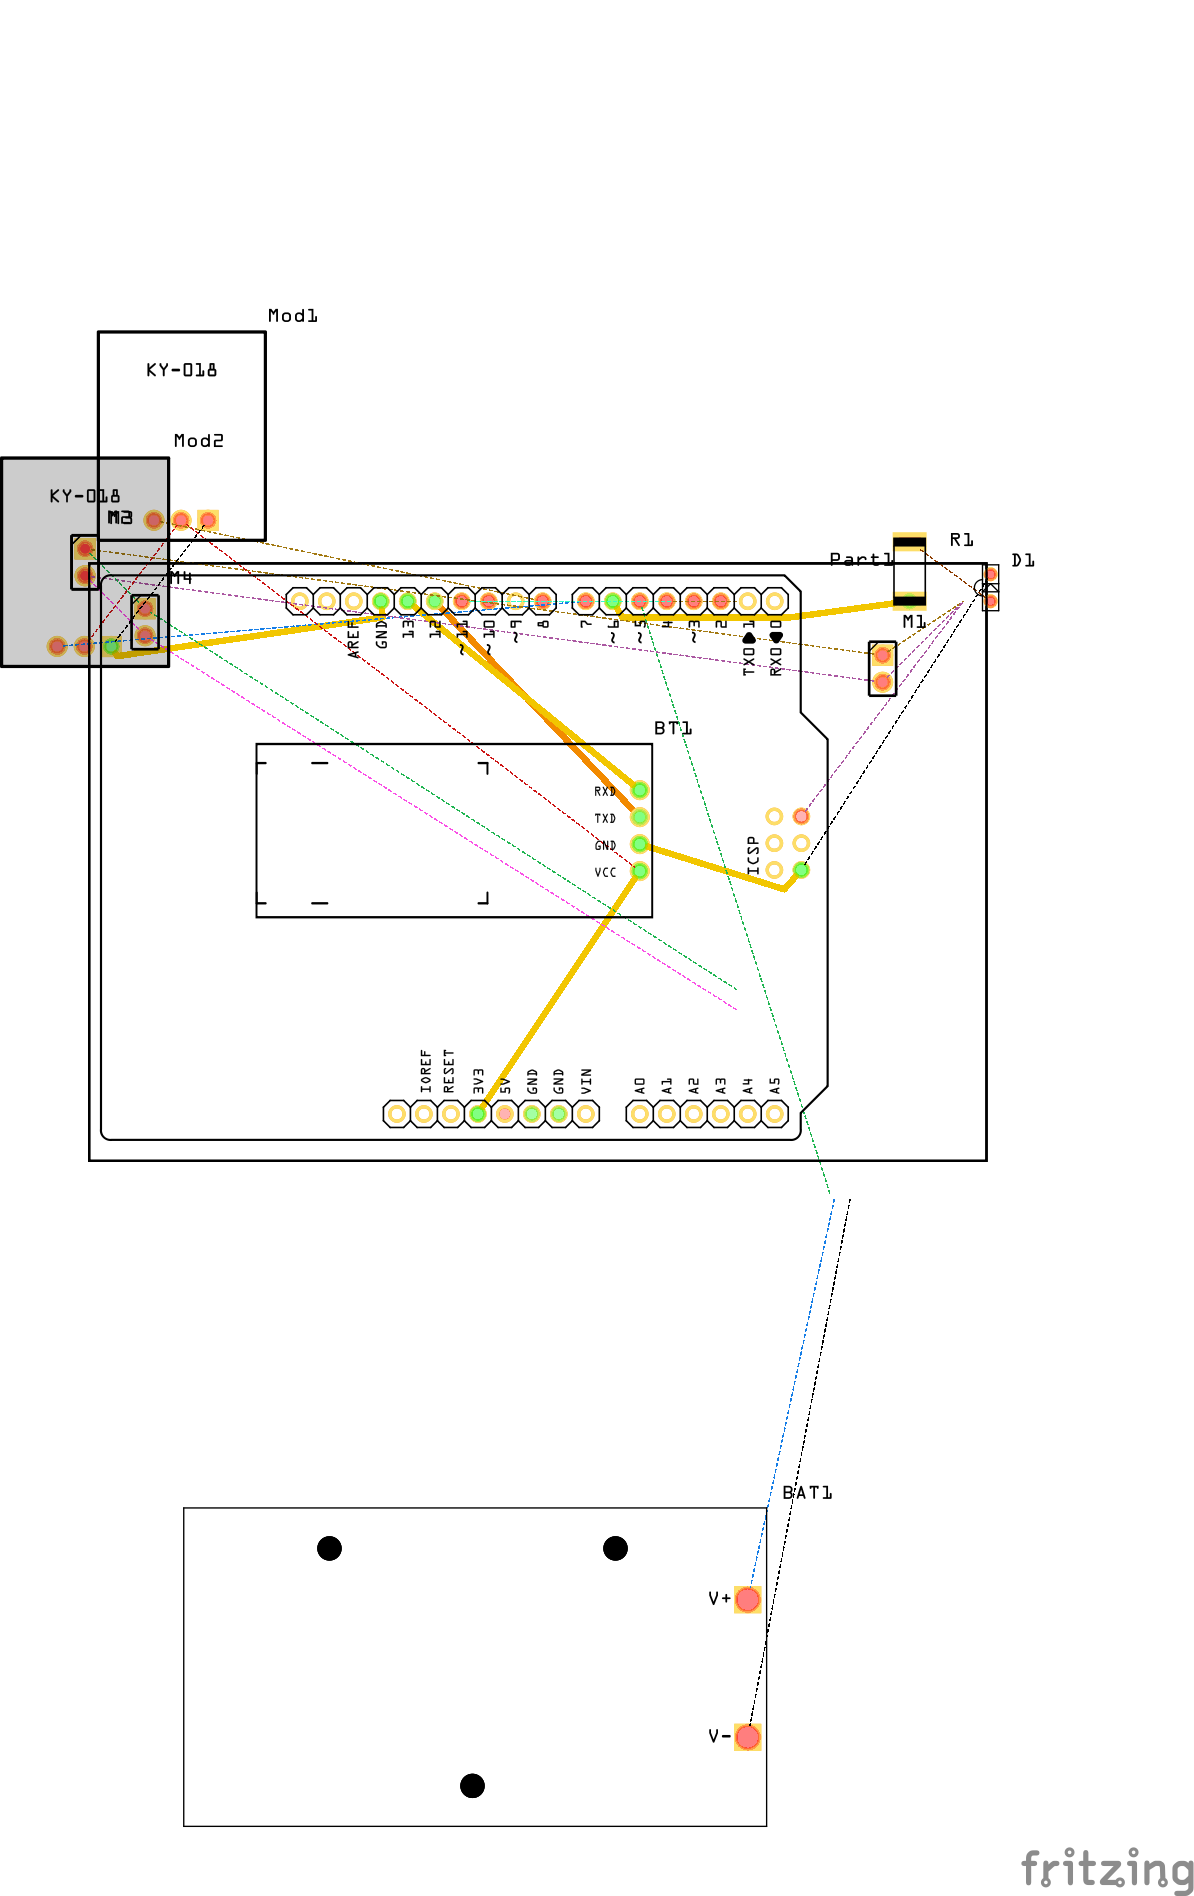 Mod1
KY-018
Mod2
KY-018
M4
R1
Part1
D1
M1
AREF
GND
13
12
~11
~10
~9
8
7
~6
~5
4
~3
2
TX0▶1
RX0◀0
BT1
RXD
TXD
GND
VCC
ICSP
IOREF
RESET
3V3
5V
GND
GND
VIN
A0
A1
A2
A3
A4
A5
BAT1
V+
V-
fritzing